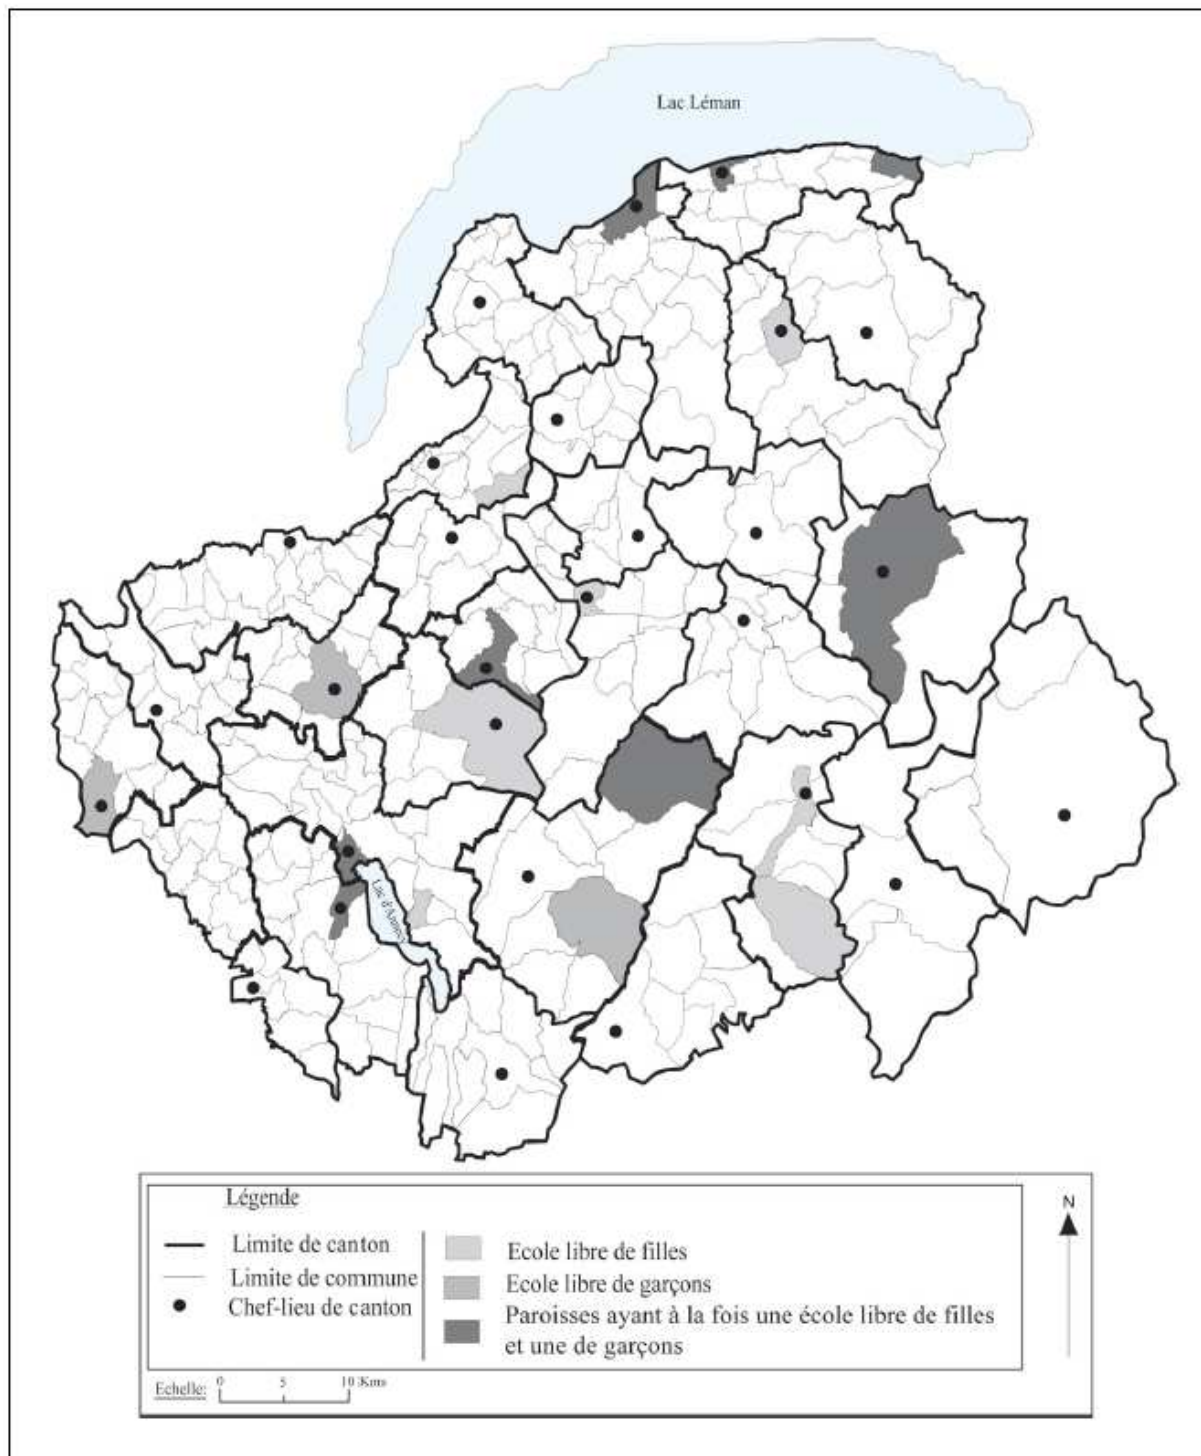 Lac Léman
Lac d'Annecy
Légende
Limite de canton
Limite de commune
Chef-lieu de canton
Ecole libre de filles
Ecole libre de garçons
Paroisses ayant à la fois une école libre de filles
et une de garçons
N
Echelle: 0 5 10 Kms